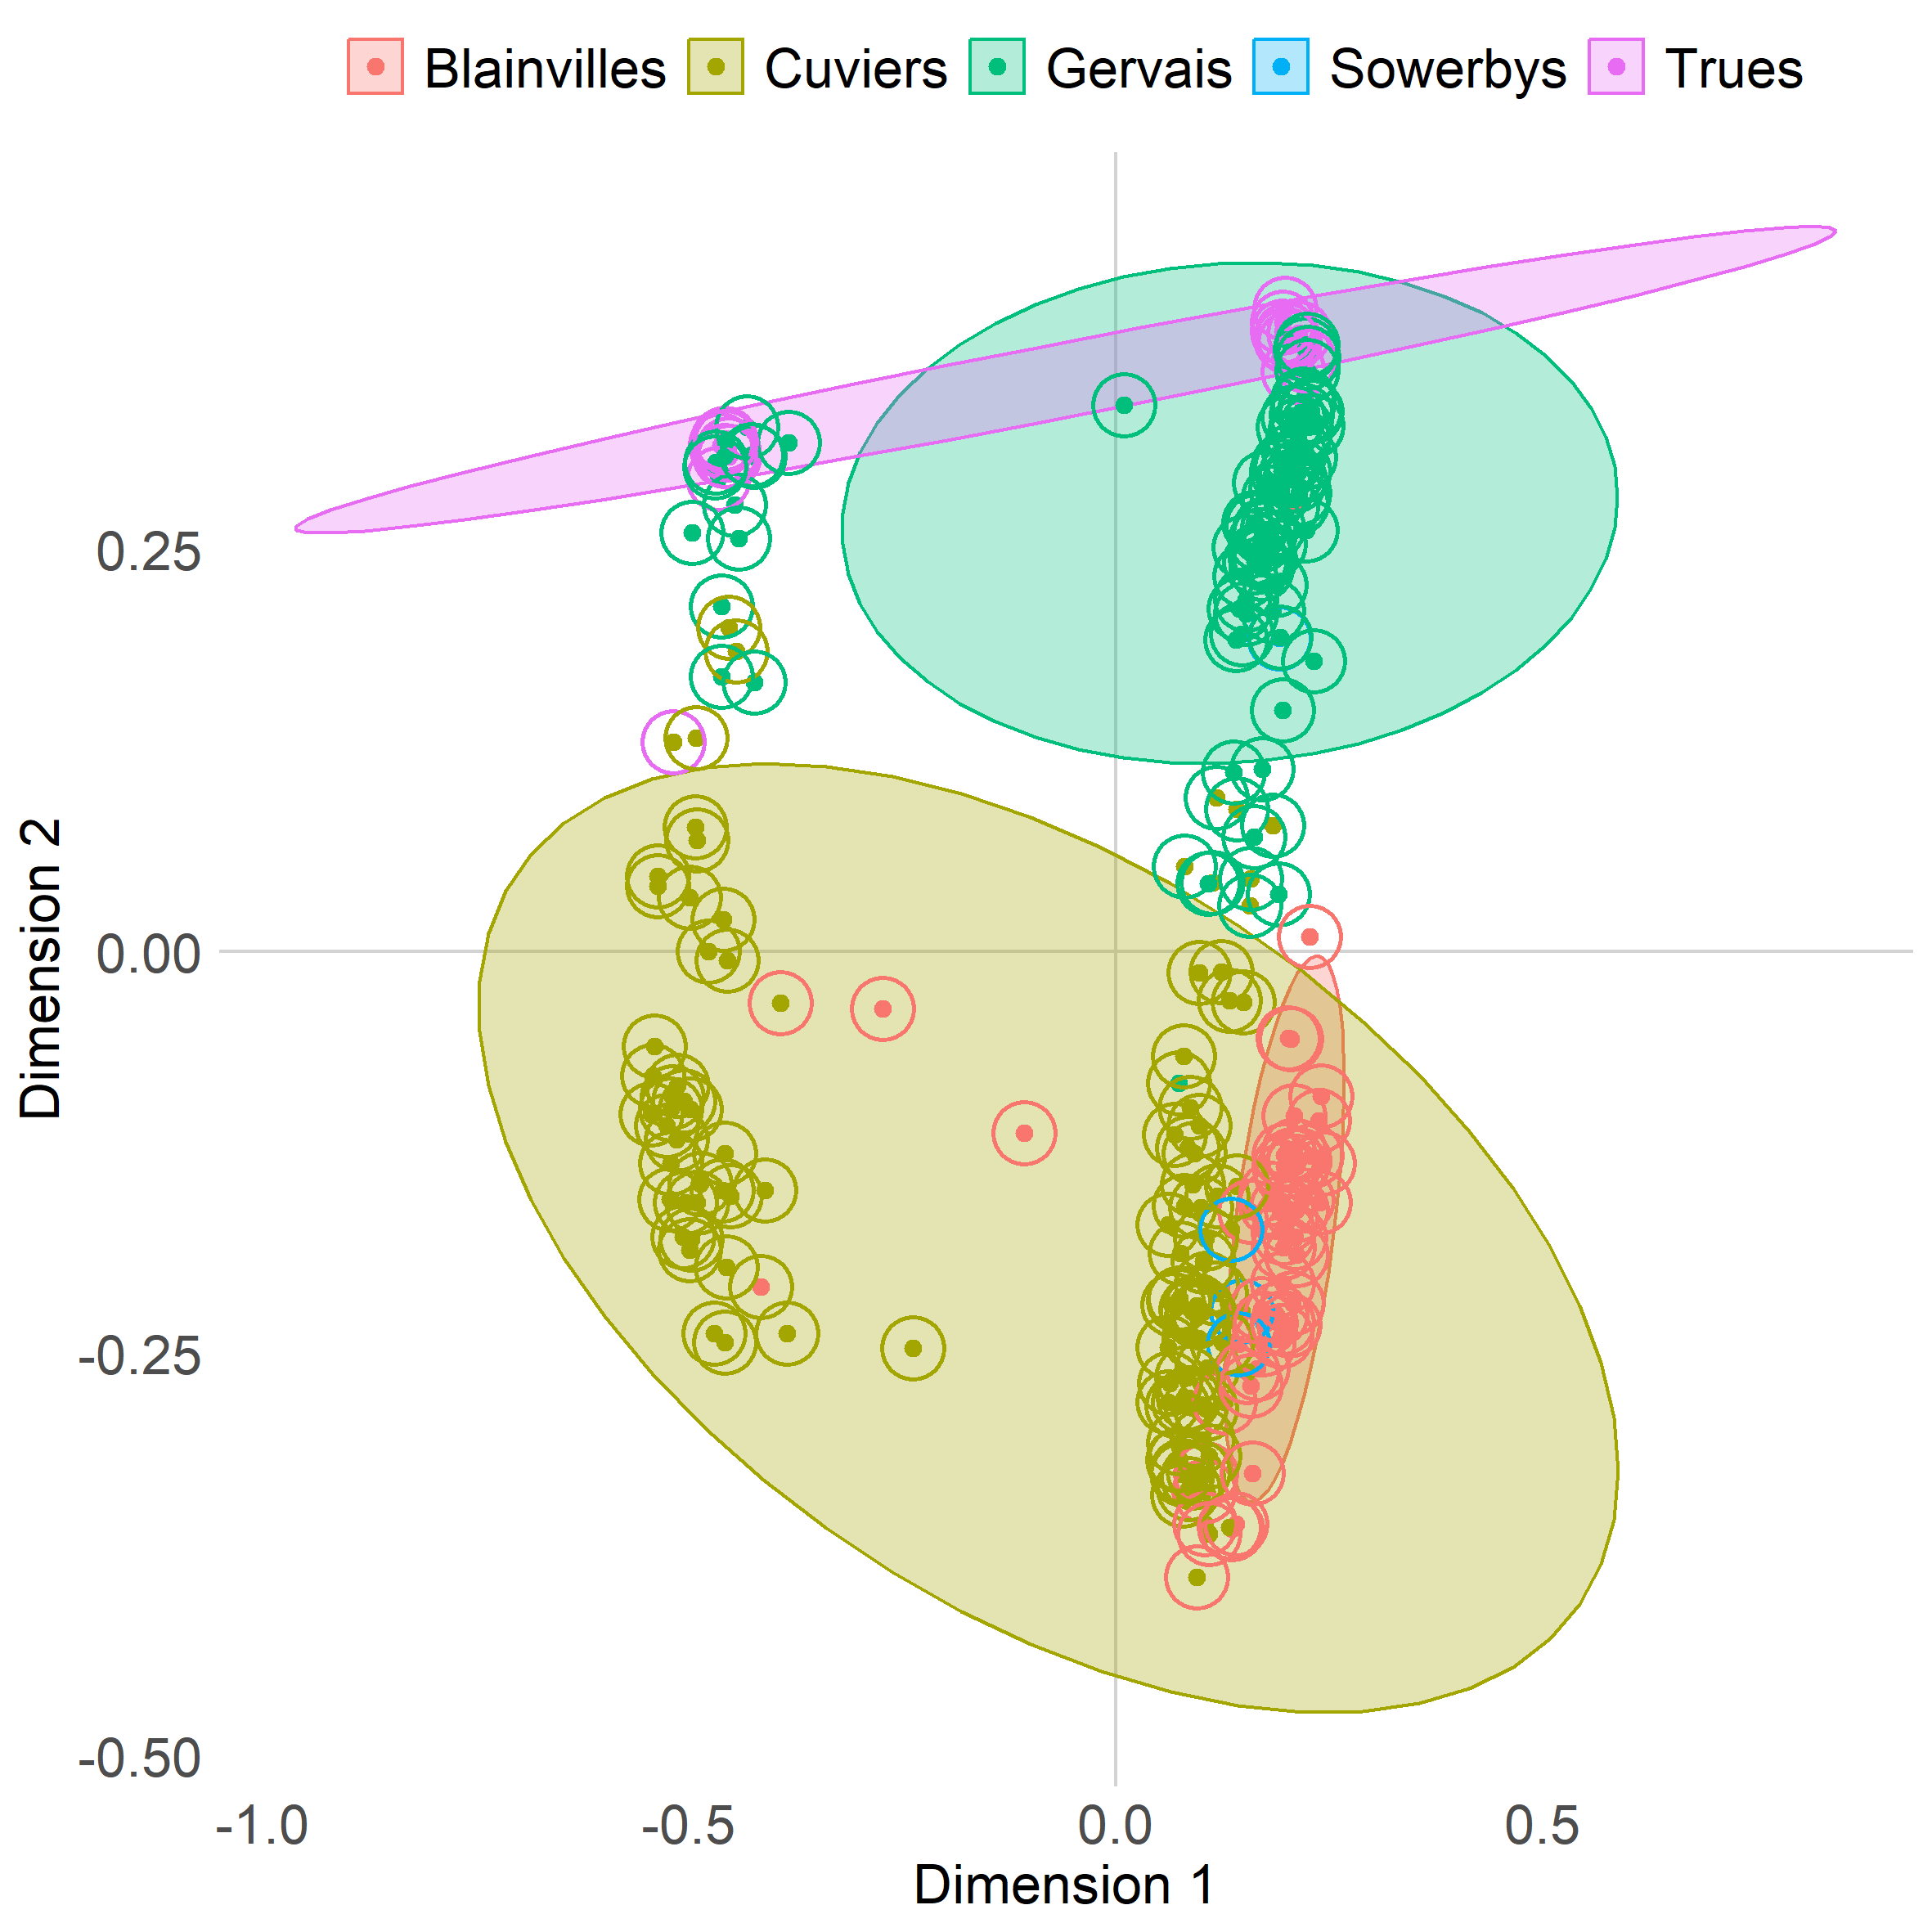 Blainvilles Cuviers Gervais Sowerbys Trues
Dimension 2
0.25
0.00
-0.25
-0.50
-1.0 -0.5 0.0 0.5
Dimension 1